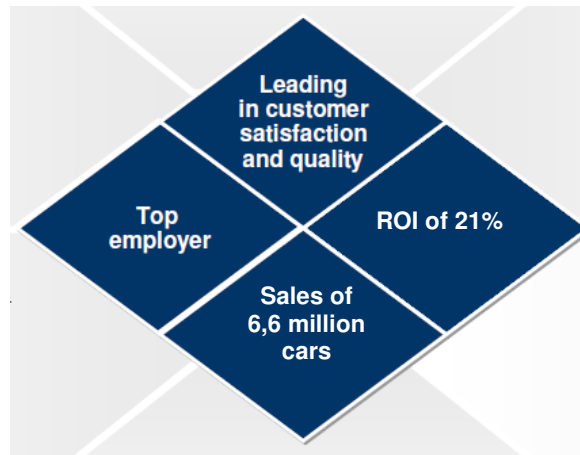 Leading
in customer
satisfaction
and quality
Top
employer
ROI of 21%
Sales of
6,6 million
cars